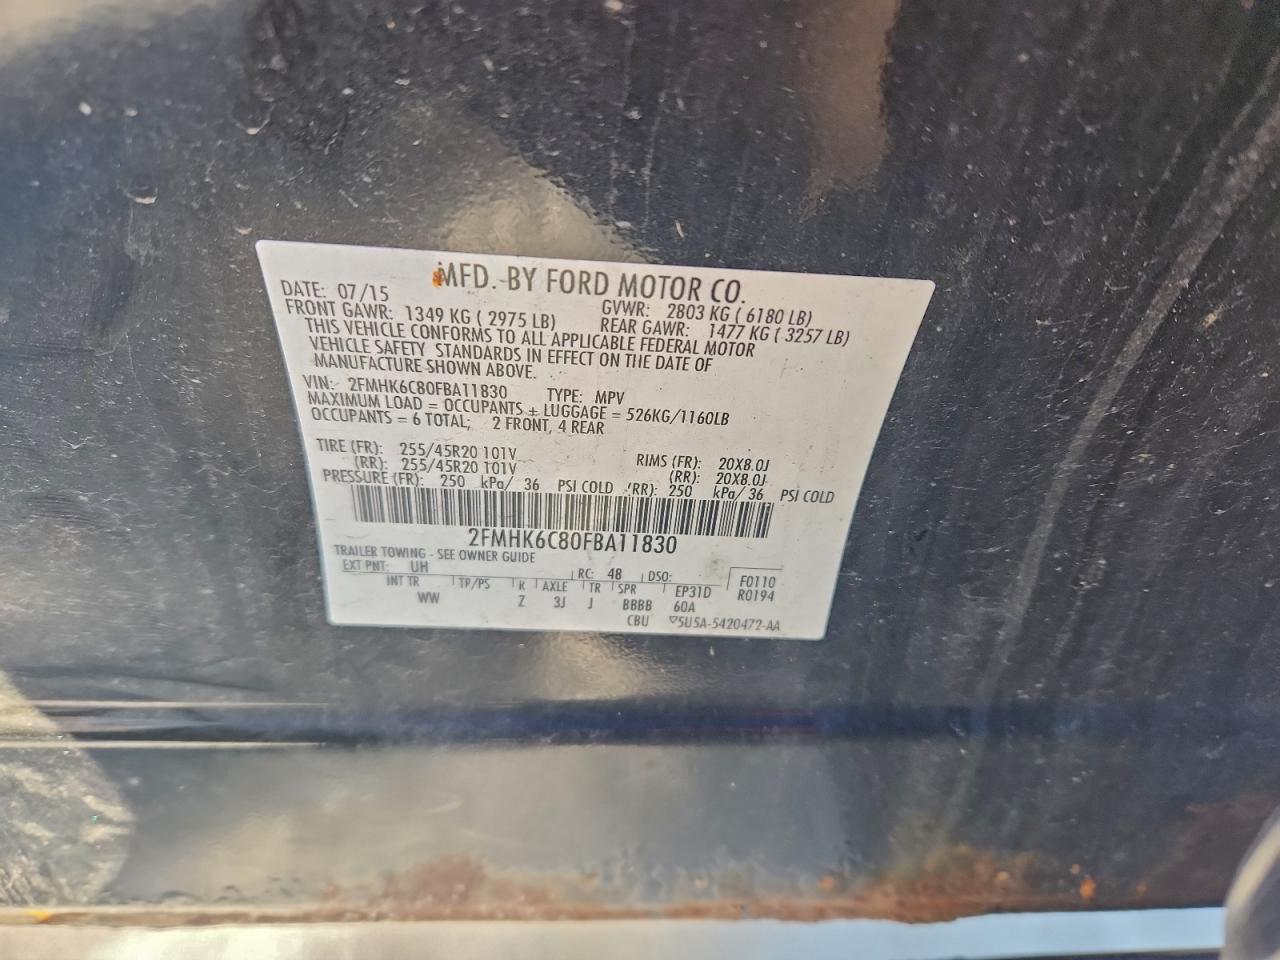 MFD. BY FORD MOTOR CO.
DATE: 07/15 GVWR: 2803 KG ( 6180 LB)
FRONT GAWR: 1349 KG ( 2975 LB) REAR GAWR: 1477 KG ( 3257 LB)
THIS VEHICLE CONFORMS TO ALL APPLICABLE FEDERAL MOTOR
VEHICLE SAFETY STANDARDS IN EFFECT ON THE DATE OF
MANUFACTURE SHOWN ABOVE.
VIN: 2FMHK6C80FBA11830 TYPE: MPV
MAXIMUM LOAD = OCCUPANTS + LUGGAGE = 526KG/1160LB
OCCUPANTS = 6 TOTAL; 2 FRONT, 4 REAR
TIRE (FR): 255/45R20 101V RIMS (FR): 20X8.0J
(RR): 255/45R20 101V (RR): 20X8.0J
PRESSURE (FR): 250 kPa/ 36 PSI COLD (RR): 250 kPa/ 36 PSI COLD
2FMHK6C80FBA11830
TRAILER TOWING - SEE OWNER GUIDE
EXT PNT: UH RC: 48 DSO: F0110
INT TR TP/PS R AXLE TR SPR EP31D R0194
WW Z 3J J BBBB 60A
CBU ▽5U5A-5420472-AA